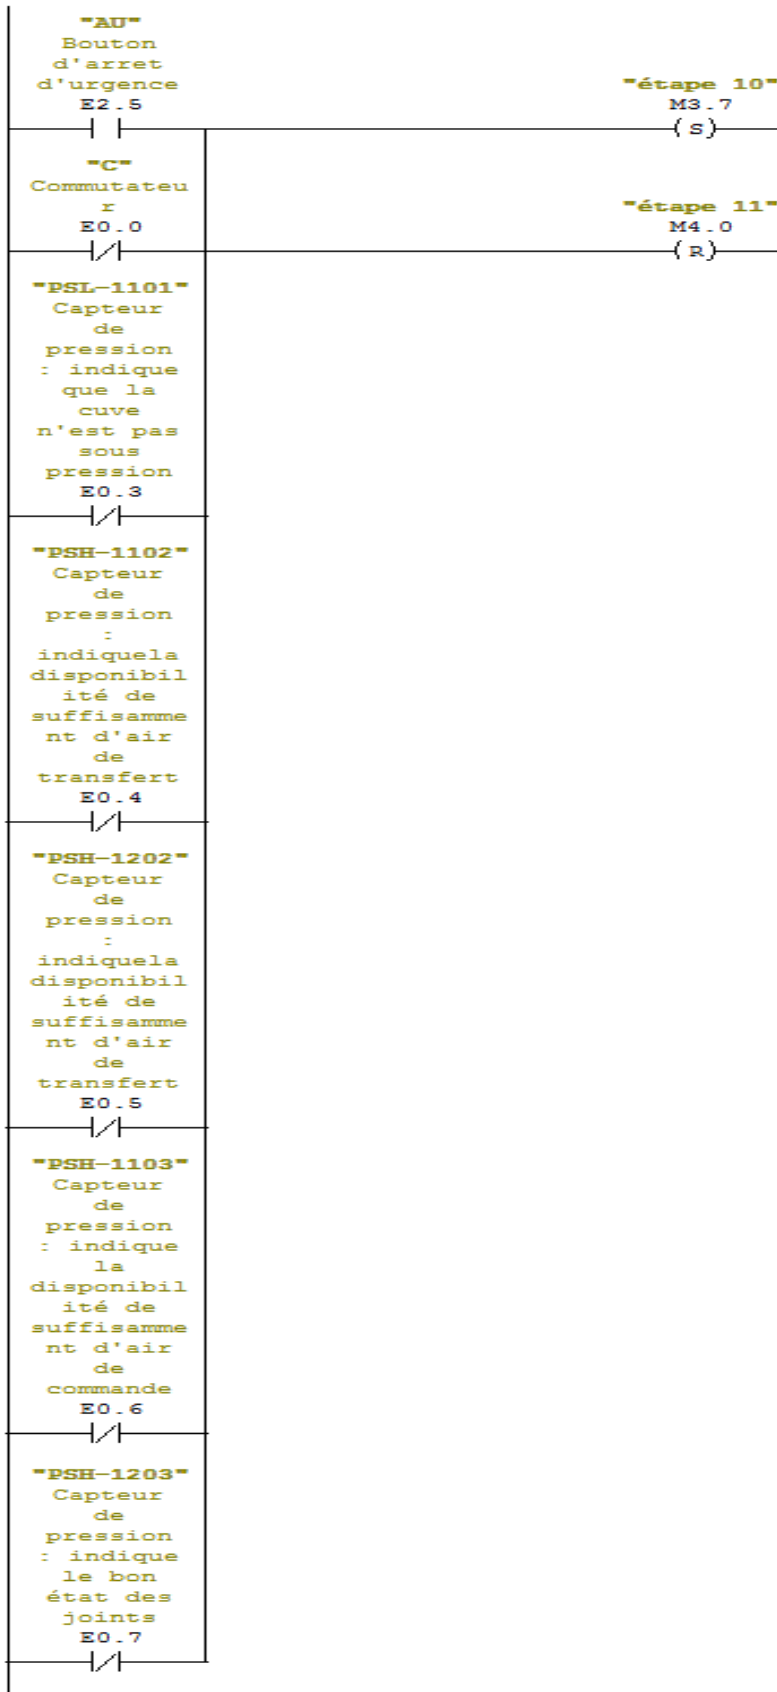 "AU"
Bouton
d'arret
d'urgence
E2.5
"étape 10"
M3.7
S
"C"
Commutateu
r
E0.0
"étape 11"
M4.0
R
"PSL-1101"
Capteur
de
pression
: indique
que la
cuve
n'est pas
sous
pression
E0.3
"PSH-1102"
Capteur
de
pression
:
indiquela
disponibil
ité de
suffisamme
nt d'air
de
transfert
E0.4
"PSH-1202"
Capteur
de
pression
:
indiquela
disponibil
ité de
suffisamme
nt d'air
de
transfert
E0.5
"PSH-1103"
Capteur
de
pression
: indique
la
disponibil
ité de
suffisamme
nt d'air
de
commande
E0.6
"PSH-1203"
Capteur
de
pression
: indique
le bon
état des
joints
E0.7